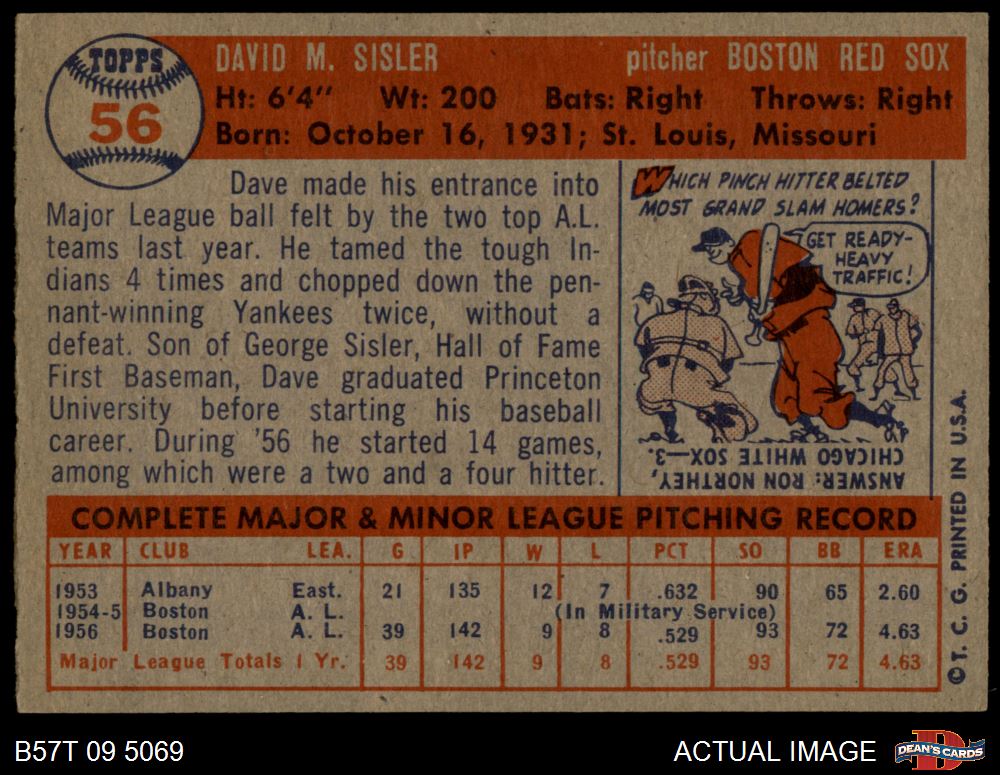 TOPPS
56
DAVID M. SISLER pitcher BOSTON RED SOX
Ht: 6'4" Wt: 200 Bats: Right Throws: Right
Born: October 16, 1931; St. Louis, Missouri
Dave made his entrance into
Major League ball felt by the two top A.L.
teams last year. He tamed the tough In-
dians 4 times and chopped down the pen-
nant-winning Yankees twice, without a
defeat. Son of George Sisler, Hall of Fame
First Baseman, Dave graduated Princeton
University before starting his baseball
career. During '56 he started 14 games,
among which were a two and a four hitter.
WHICH PINCH HITTER BELTED
MOST GRAND SLAM HOMERS?
GET READY-
HEAVY
TRAFFIC!
ANSWER: RON NORTHEY,
CHICAGO WHITE SOX—3.
COMPLETE MAJOR & MINOR LEAGUE PITCHING RECORD
YEAR CLUB LEA. G IP W L PCT SO BB ERA
1953 Albany East. 21 135 12 7 .632 90 65 2.60
1954-5 Boston A. L. (In Military Service)
1956 Boston A. L. 39 142 9 8 .529 93 72 4.63
Major League Totals 1 Yr. 39 142 9 8 .529 93 72 4.63
©T. C. G. PRINTED IN U.S.A.
B57T 09 5069
ACTUAL IMAGE
D
DEAN'S CARDS